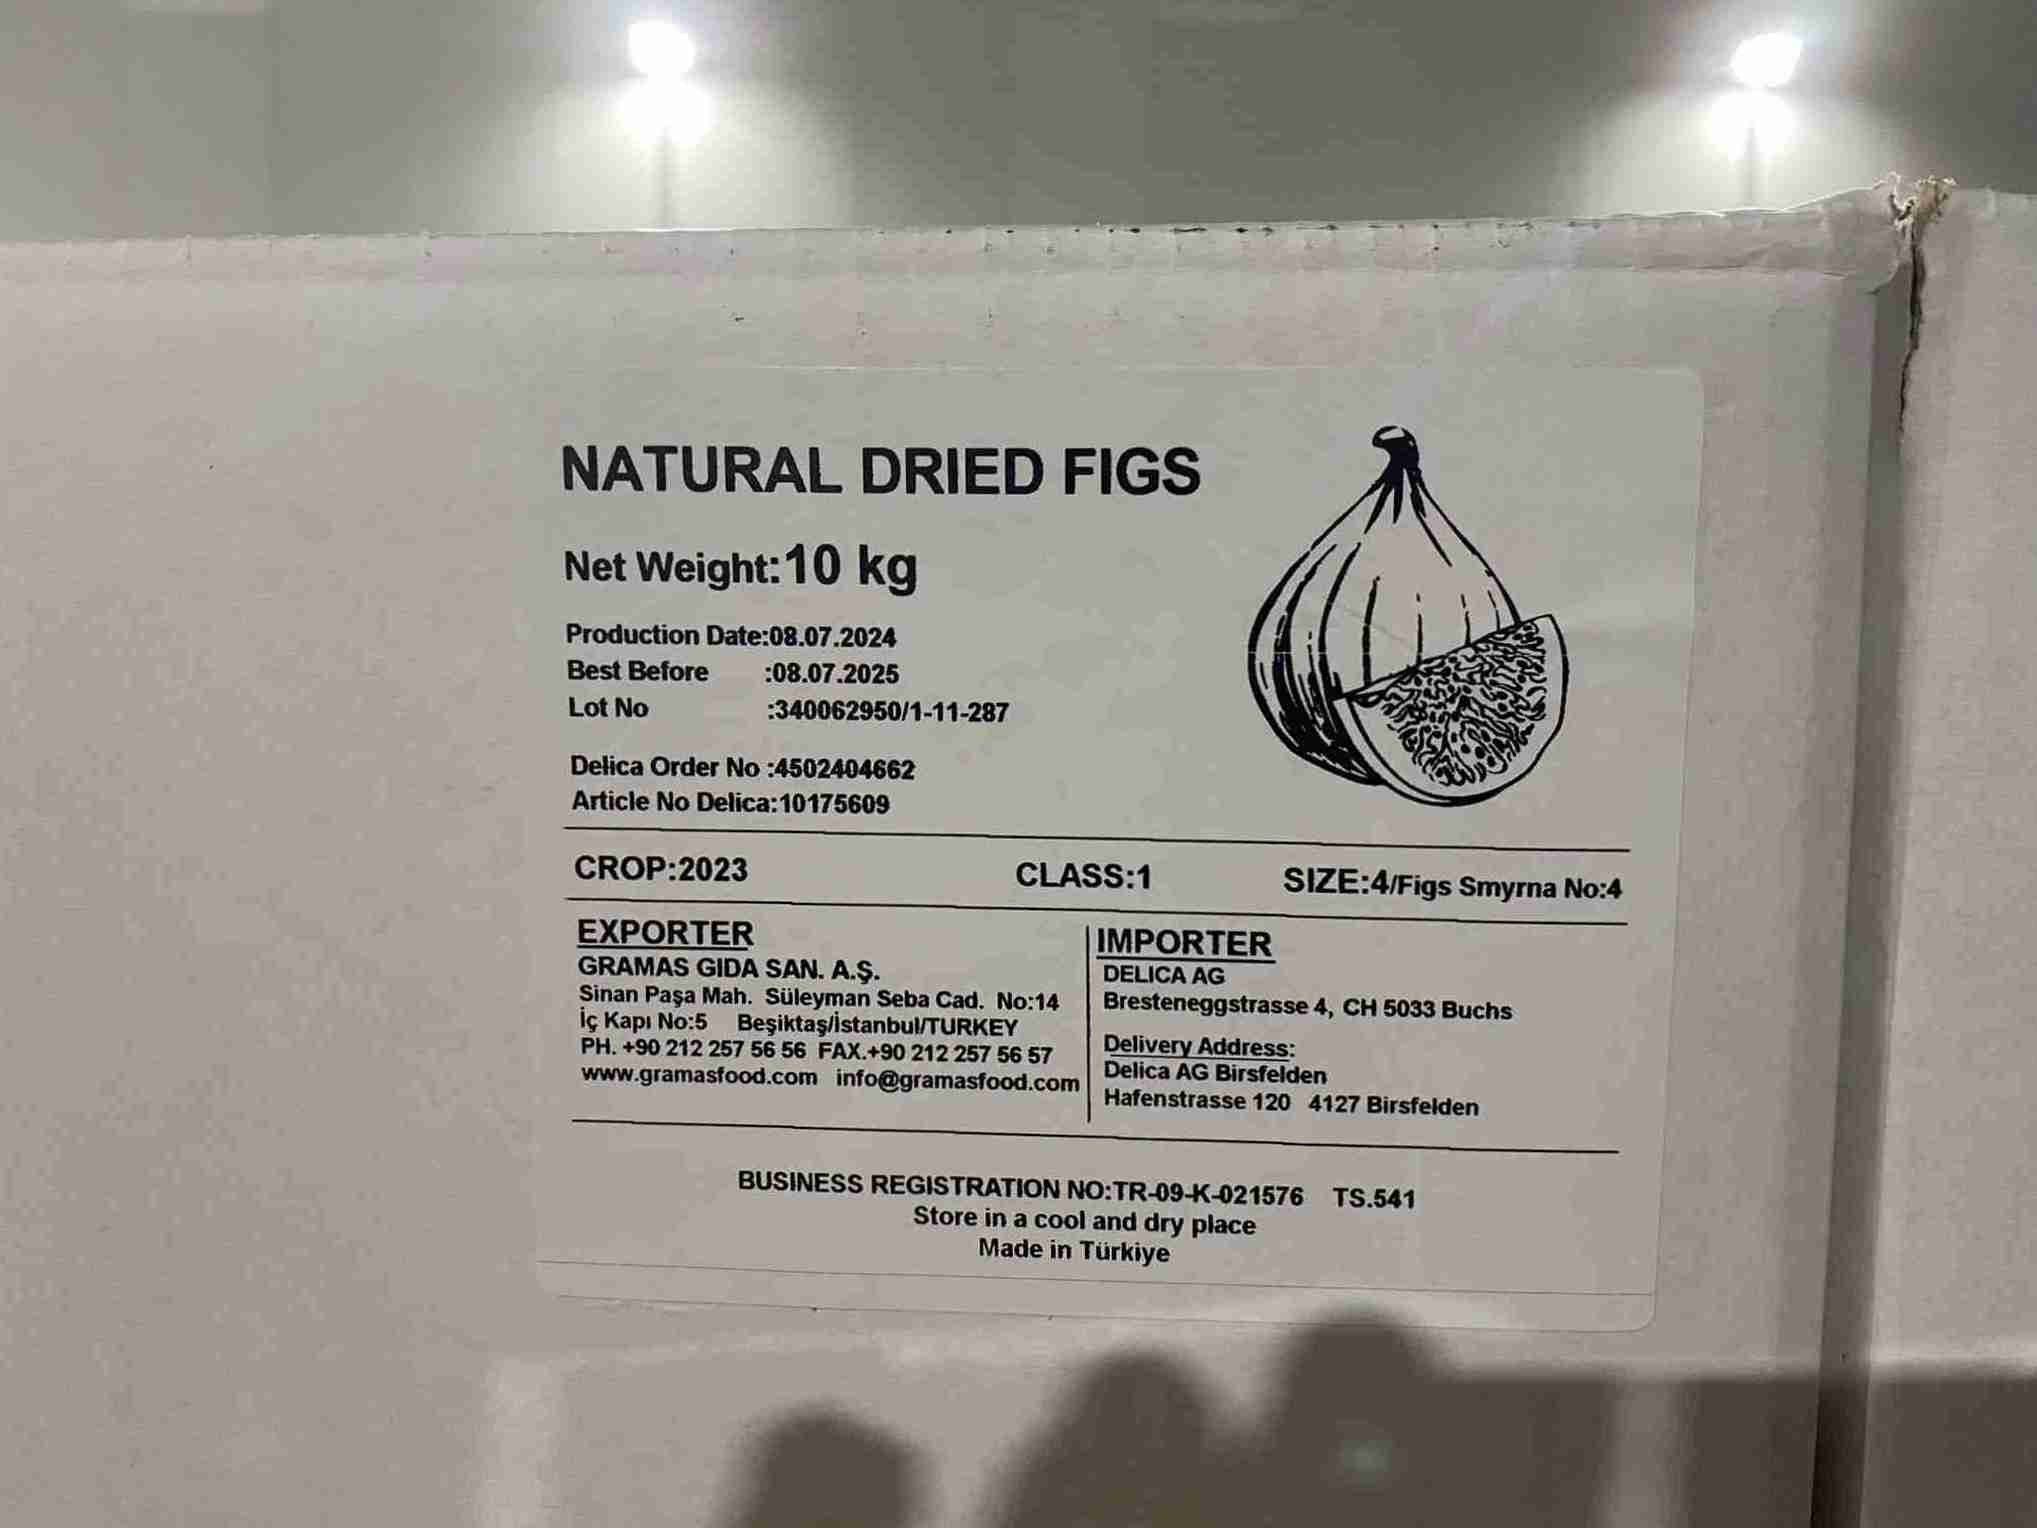 NATURAL DRIED FIGS
Net Weight:10 kg
Production Date:08.07.2024
Best Before :08.07.2025
Lot No :340062950/1-11-287
Delica Order No :4502404662
Article No Delica:10175609
CROP:2023 CLASS:1 SIZE:4/Figs Smyrna No:4
EXPORTER
GRAMAS GIDA SAN. A.Ş.
Sinan Paşa Mah. Süleyman Seba Cad. No:14
İç Kapı No:5 Beşiktaş/İstanbul/TURKEY
PH. +90 212 257 56 56 FAX.+90 212 257 56 57
www.gramasfood.com info@gramasfood.com
IMPORTER
DELICA AG
Bresteneggstrasse 4, CH 5033 Buchs
Delivery Address:
Delica AG Birsfelden
Hafenstrasse 120 4127 Birsfelden
BUSINESS REGISTRATION NO:TR-09-K-021576 TS.541
Store in a cool and dry place
Made in Türkiye